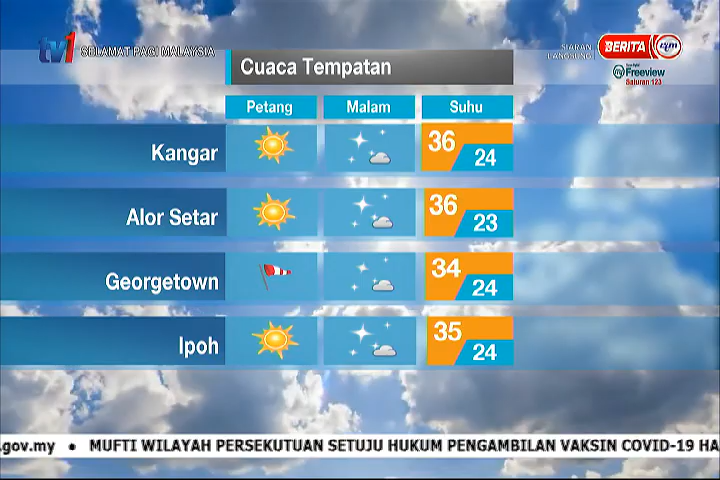 tv1 SELAMAT PAGI MALAYSIA
SIARAN
LANGSUNG
BERITA rtm
Freeview
Saluran 123
Cuaca Tempatan
Petang Malam Suhu
Kangar 36 24
Alor Setar 36 23
Georgetown 34 24
Ipoh 35 24
.gov.my • MUFTI WILAYAH PERSEKUTUAN SETUJU HUKUM PENGAMBILAN VAKSIN COVID-19 HA